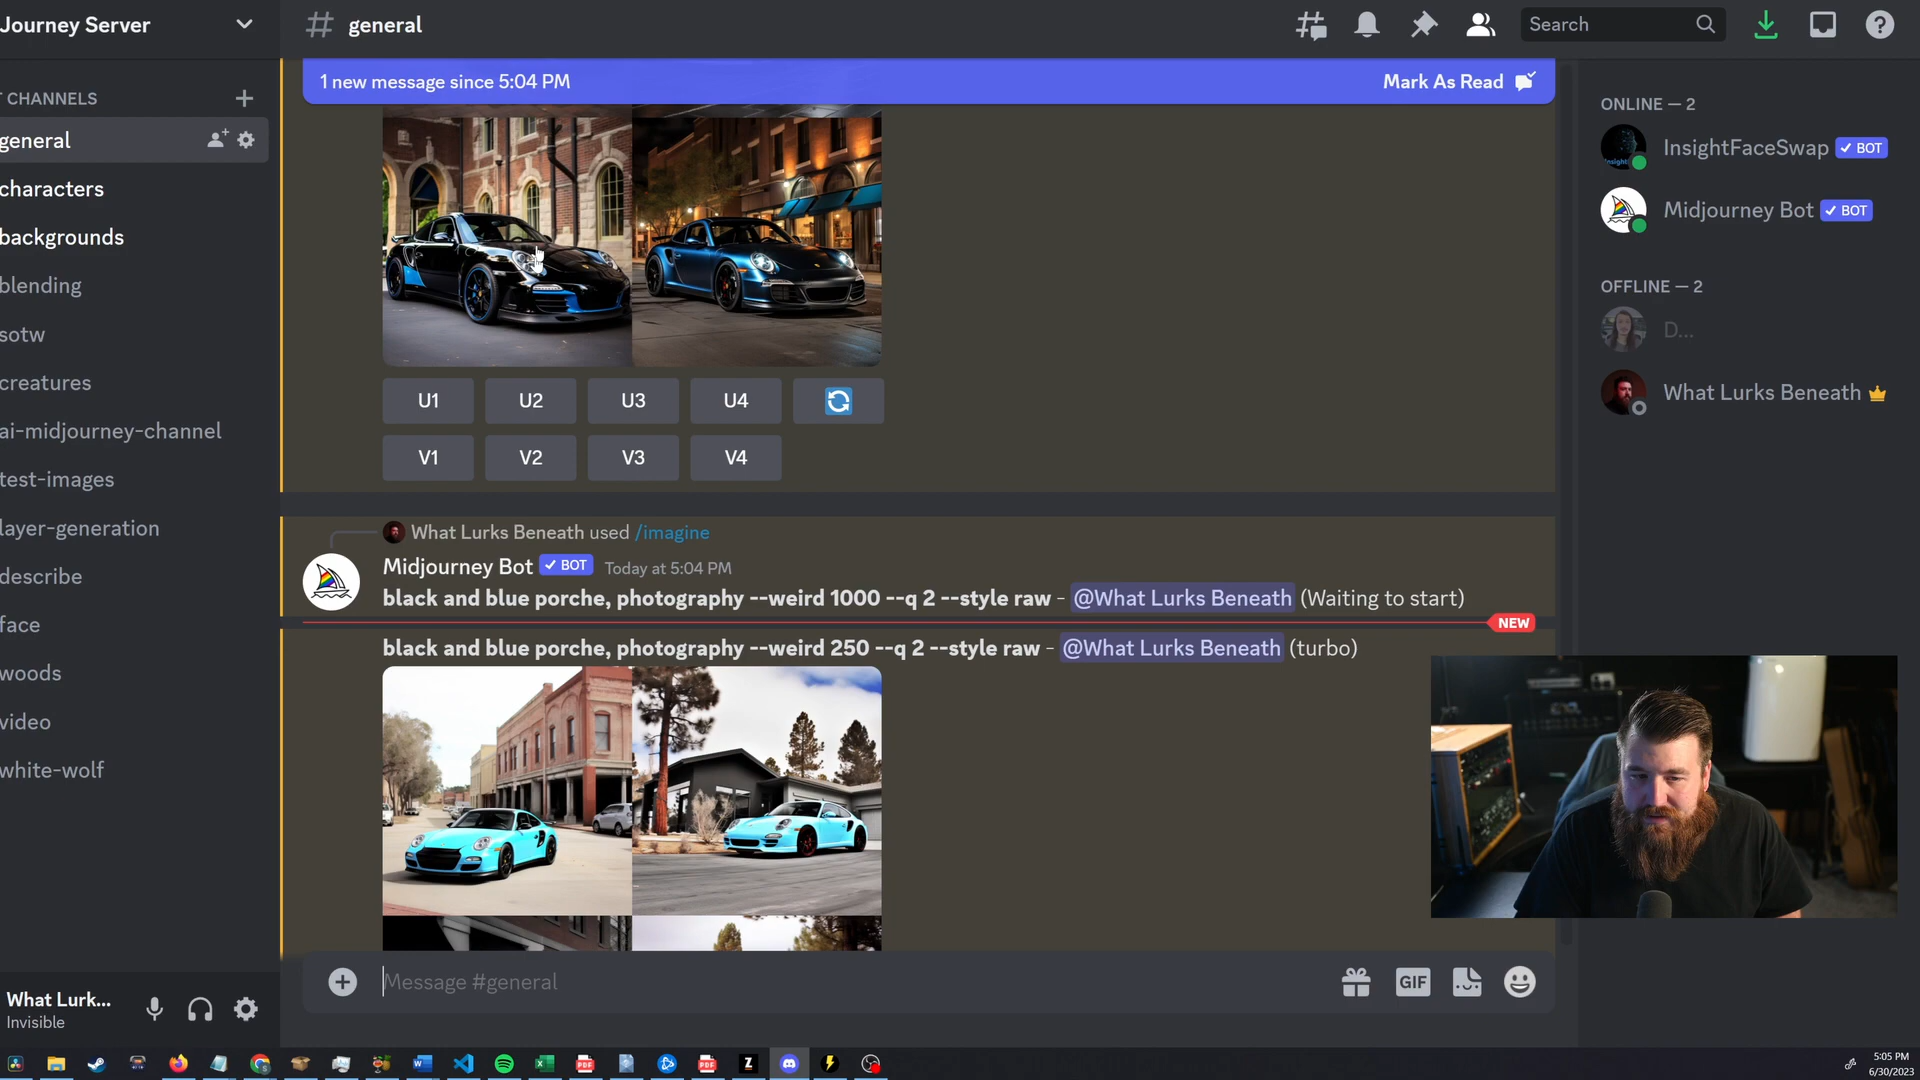 Journey Server
general
Search
1 new message since 5:04 PM
Mark As Read
CHANNELS
general
characters
backgrounds
blending
sotw
creatures
ai-midjourney-channel
test-images
layer-generation
describe
face
woods
video
white-wolf
U1 U2 U3 U4
V1 V2 V3 V4
What Lurks Beneath used /imagine
Midjourney Bot BOT Today at 5:04 PM
black and blue porche, photography --weird 1000 --q 2 --style raw - @What Lurks Beneath (Waiting to start)
NEW
black and blue porche, photography --weird 250 --q 2 --style raw - @What Lurks Beneath (turbo)
Message #general
GIF
ONLINE — 2
InsightFaceSwap BOT
Midjourney Bot BOT
OFFLINE — 2
D...
What Lurks Beneath
What Lurk...
Invisible
5:05 PM
6/30/2023